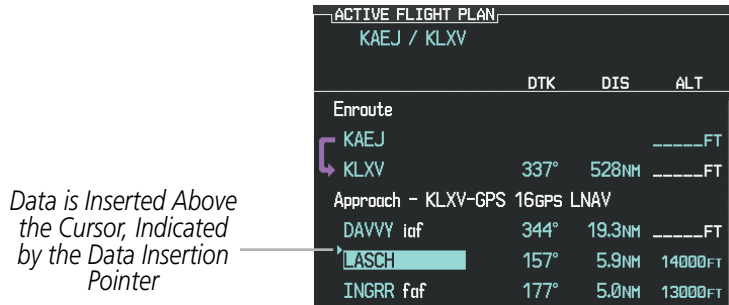 ACTIVE FLIGHT PLAN
KAEJ / KLXV
DTK DIS ALT
Enroute
KAEJ _____FT
KLXV 337° 528NM _____FT
Approach - KLXV-GPS 16GPS LNAV
DAVVY iaf 344° 19.3NM _____FT
LASCH 157° 5.9NM 14000FT
INGRR faf 177° 5.0NM 13000FT
Data is Inserted Above
the Cursor, Indicated
by the Data Insertion
Pointer